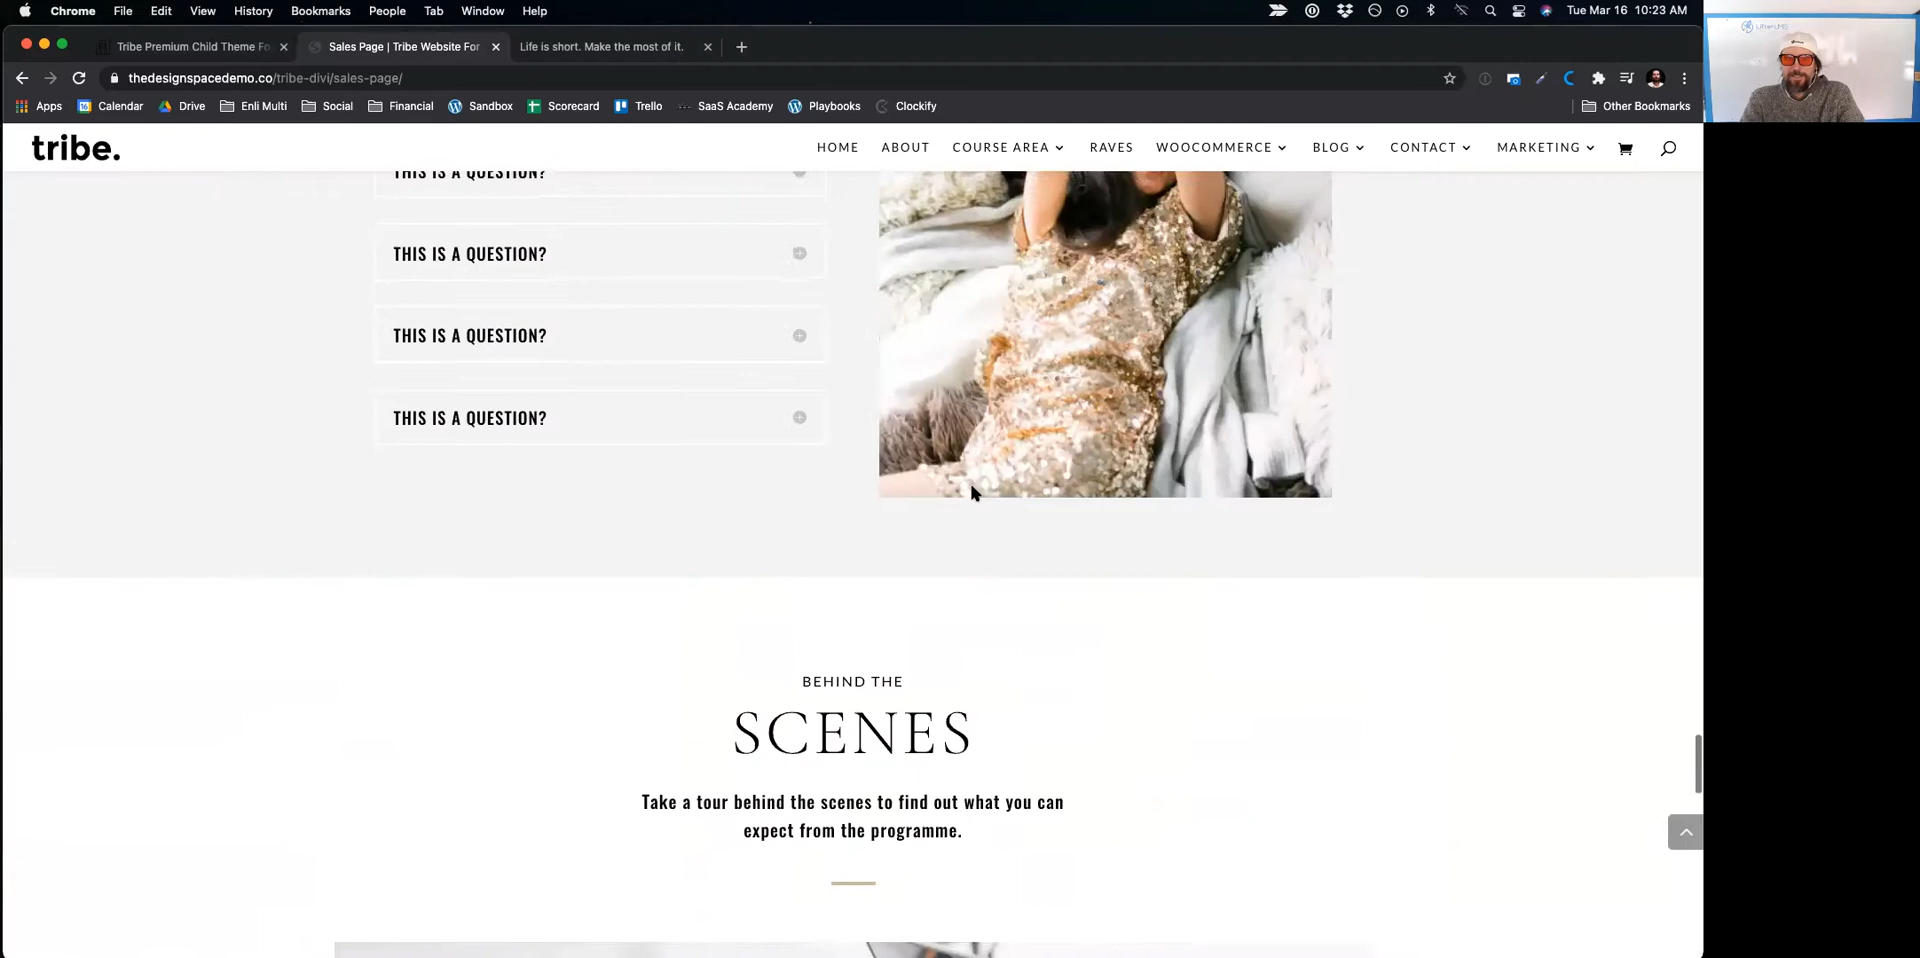 Chrome File Edit View History Bookmarks People Tab Window Help
Tue Mar 16 10:23 AM
Tribe Premium Child Theme Fo
Sales Page | Tribe Website For
Life is short. Make the most of it.
thedesignspacedemo.co/tribe-divi/sales-page/
Apps Calendar Drive Enli Multi Social Financial Sandbox Scorecard Trello SaaS Academy Playbooks Clockify Other Bookmarks
LifterLMS
tribe.
HOME ABOUT COURSE AREA RAVES WOOCOMMERCE BLOG CONTACT MARKETING
THIS IS A QUESTION?
THIS IS A QUESTION?
THIS IS A QUESTION?
THIS IS A QUESTION?
BEHIND THE
SCENES
Take a tour behind the scenes to find out what you can
expect from the programme.